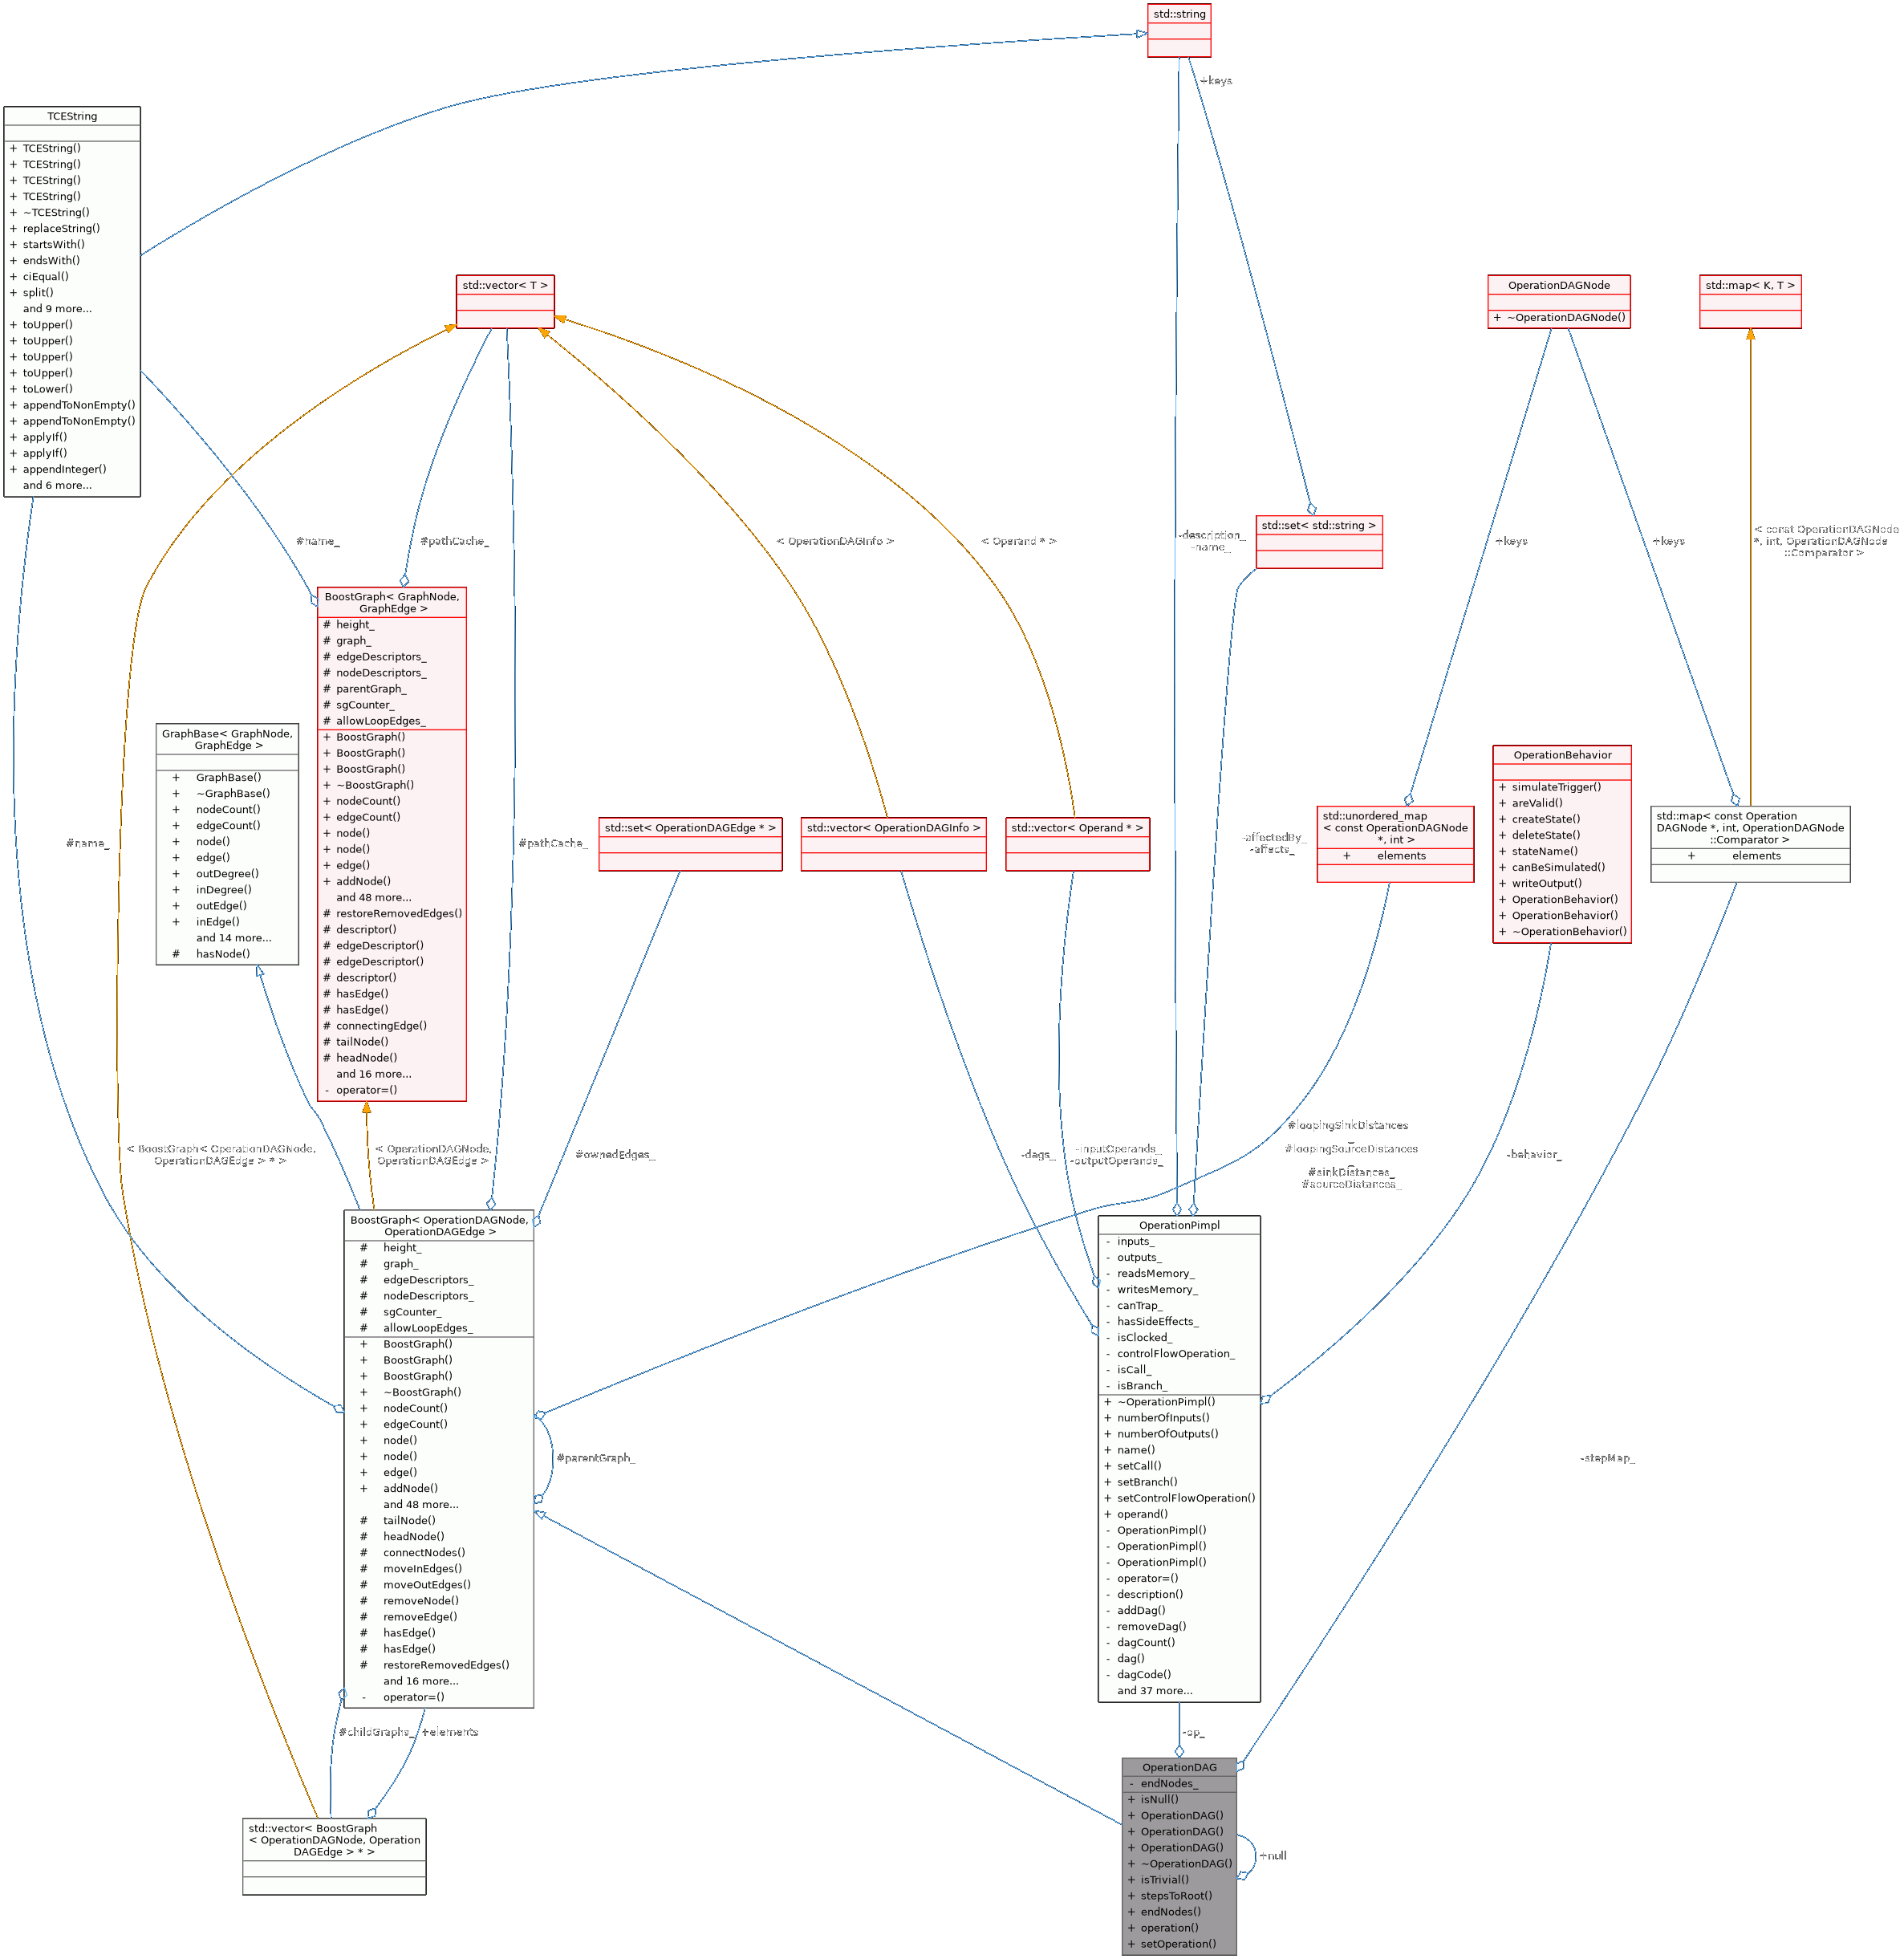 std::string
+keys
TCEString
+ TCEString()
+ TCEString()
+ TCEString()
+ TCEString()
+ ~TCEString()
+ replaceString()
+ startsWith()
+ endsWith()
+ ciEqual()
+ split()
and 9 more...
+ toUpper()
+ toUpper()
+ toUpper()
+ toUpper()
+ toLower()
+ appendToNonEmpty()
+ appendToNonEmpty()
+ applyIf()
+ applyIf()
+ appendInteger()
and 6 more...
std::vector< T >
OperationDAGNode
+ ~OperationDAGNode()
std::map< K, T >
#name_
#pathCache_
< OperationDAGInfo >
< Operand * >
-description_
-name_
std::set< std::string >
+keys
+keys
< const OperationDAGNode
*, int, OperationDAGNode
::Comparator >
BoostGraph< GraphNode,
GraphEdge >
# height_
# graph_
# edgeDescriptors_
# nodeDescriptors_
# parentGraph_
# sgCounter_
# allowLoopEdges_
+ BoostGraph()
+ BoostGraph()
+ BoostGraph()
+ ~BoostGraph()
+ nodeCount()
+ edgeCount()
+ node()
+ node()
+ edge()
+ addNode()
and 48 more...
# restoreRemovedEdges()
# descriptor()
# edgeDescriptor()
# edgeDescriptor()
# descriptor()
# hasEdge()
# hasEdge()
# connectingEdge()
# tailNode()
# headNode()
and 16 more...
- operator=()
GraphBase< GraphNode,
GraphEdge >
+ GraphBase()
+ ~GraphBase()
+ nodeCount()
+ edgeCount()
+ node()
+ edge()
+ outDegree()
+ inDegree()
+ outEdge()
+ inEdge()
and 14 more...
# hasNode()
#name_
#pathCache_
std::set< OperationDAGEdge * >
std::vector< OperationDAGInfo >
std::vector< Operand * >
-affectedBy_
-affects_
std::unordered_map
< const OperationDAGNode
*, int >
+ elements
OperationBehavior
+ simulateTrigger()
+ areValid()
+ createState()
+ deleteState()
+ stateName()
+ canBeSimulated()
+ writeOutput()
+ OperationBehavior()
+ OperationBehavior()
+ ~OperationBehavior()
std::map< const Operation
DAGNode *, int, OperationDAGNode
::Comparator >
+ elements
< BoostGraph< OperationDAGNode,
OperationDAGEdge > * >
< OperationDAGNode,
OperationDAGEdge >
#ownedEdges_
-dags_
-inputOperands_
-outputOperands_
#loopingSinkDistances
_
#loopingSourceDistances
_
#sinkDistances_
#sourceDistances_
-behavior_
BoostGraph< OperationDAGNode,
OperationDAGEdge >
# height_
# graph_
# edgeDescriptors_
# nodeDescriptors_
# sgCounter_
# allowLoopEdges_
+ BoostGraph()
+ BoostGraph()
+ BoostGraph()
+ ~BoostGraph()
+ nodeCount()
+ edgeCount()
+ node()
+ node()
+ edge()
+ addNode()
and 48 more...
# tailNode()
# headNode()
# connectNodes()
# moveInEdges()
# moveOutEdges()
# removeNode()
# removeEdge()
# hasEdge()
# hasEdge()
# restoreRemovedEdges()
and 16 more...
- operator=()
#parentGraph_
OperationPimpl
- inputs_
- outputs_
- readsMemory_
- writesMemory_
- canTrap_
- hasSideEffects_
- isClocked_
- controlFlowOperation_
- isCall_
- isBranch_
+ ~OperationPimpl()
+ numberOfInputs()
+ numberOfOutputs()
+ name()
+ setCall()
+ setBranch()
+ setControlFlowOperation()
+ operand()
- OperationPimpl()
- OperationPimpl()
- OperationPimpl()
- operator=()
- description()
- addDag()
- removeDag()
- dagCount()
- dag()
- dagCode()
and 37 more...
-stepMap_
#childGraphs_
+elements
-op_
std::vector< BoostGraph
< OperationDAGNode, Operation
DAGEdge > * >
OperationDAG
- endNodes_
+ isNull()
+ OperationDAG()
+ OperationDAG()
+ OperationDAG()
+ ~OperationDAG()
+ isTrivial()
+ stepsToRoot()
+ endNodes()
+ operation()
+ setOperation()
+null